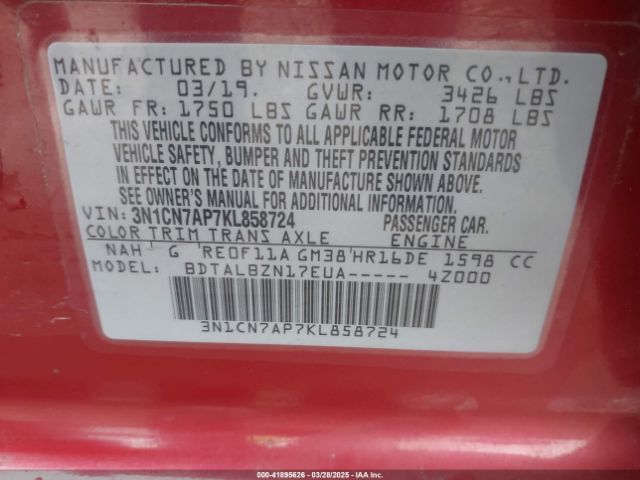 MANUFACTURED BY NISSAN MOTOR CO., LTD.
DATE: 03/19. GVWR: 3426 LBS
GAWR FR: 1750 LBS GAWR RR: 1708 LBS
THIS VEHICLE CONFORMS TO ALL APPLICABLE FEDERAL MOTOR
VEHICLE SAFETY, BUMPER AND THEFT PREVENTION STANDARDS
IN EFFECT ON THE DATE OF MANUFACTURE SHOWN ABOVE.
SEE OWNER'S MANUAL FOR ADDITIONAL INFORMATION.
VIN: 3N1CN7AP7KL858724 PASSENGER CAR.
COLOR TRIM TRANS AXLE ENGINE
NAH G RE0F11A GM38 HR16DE 1598 CC
MODEL: BDTALBZN17EUA----- 4Z000
3N1CN7AP7KL858724
000-41895626 | 03/28/2025 | IAA Inc.